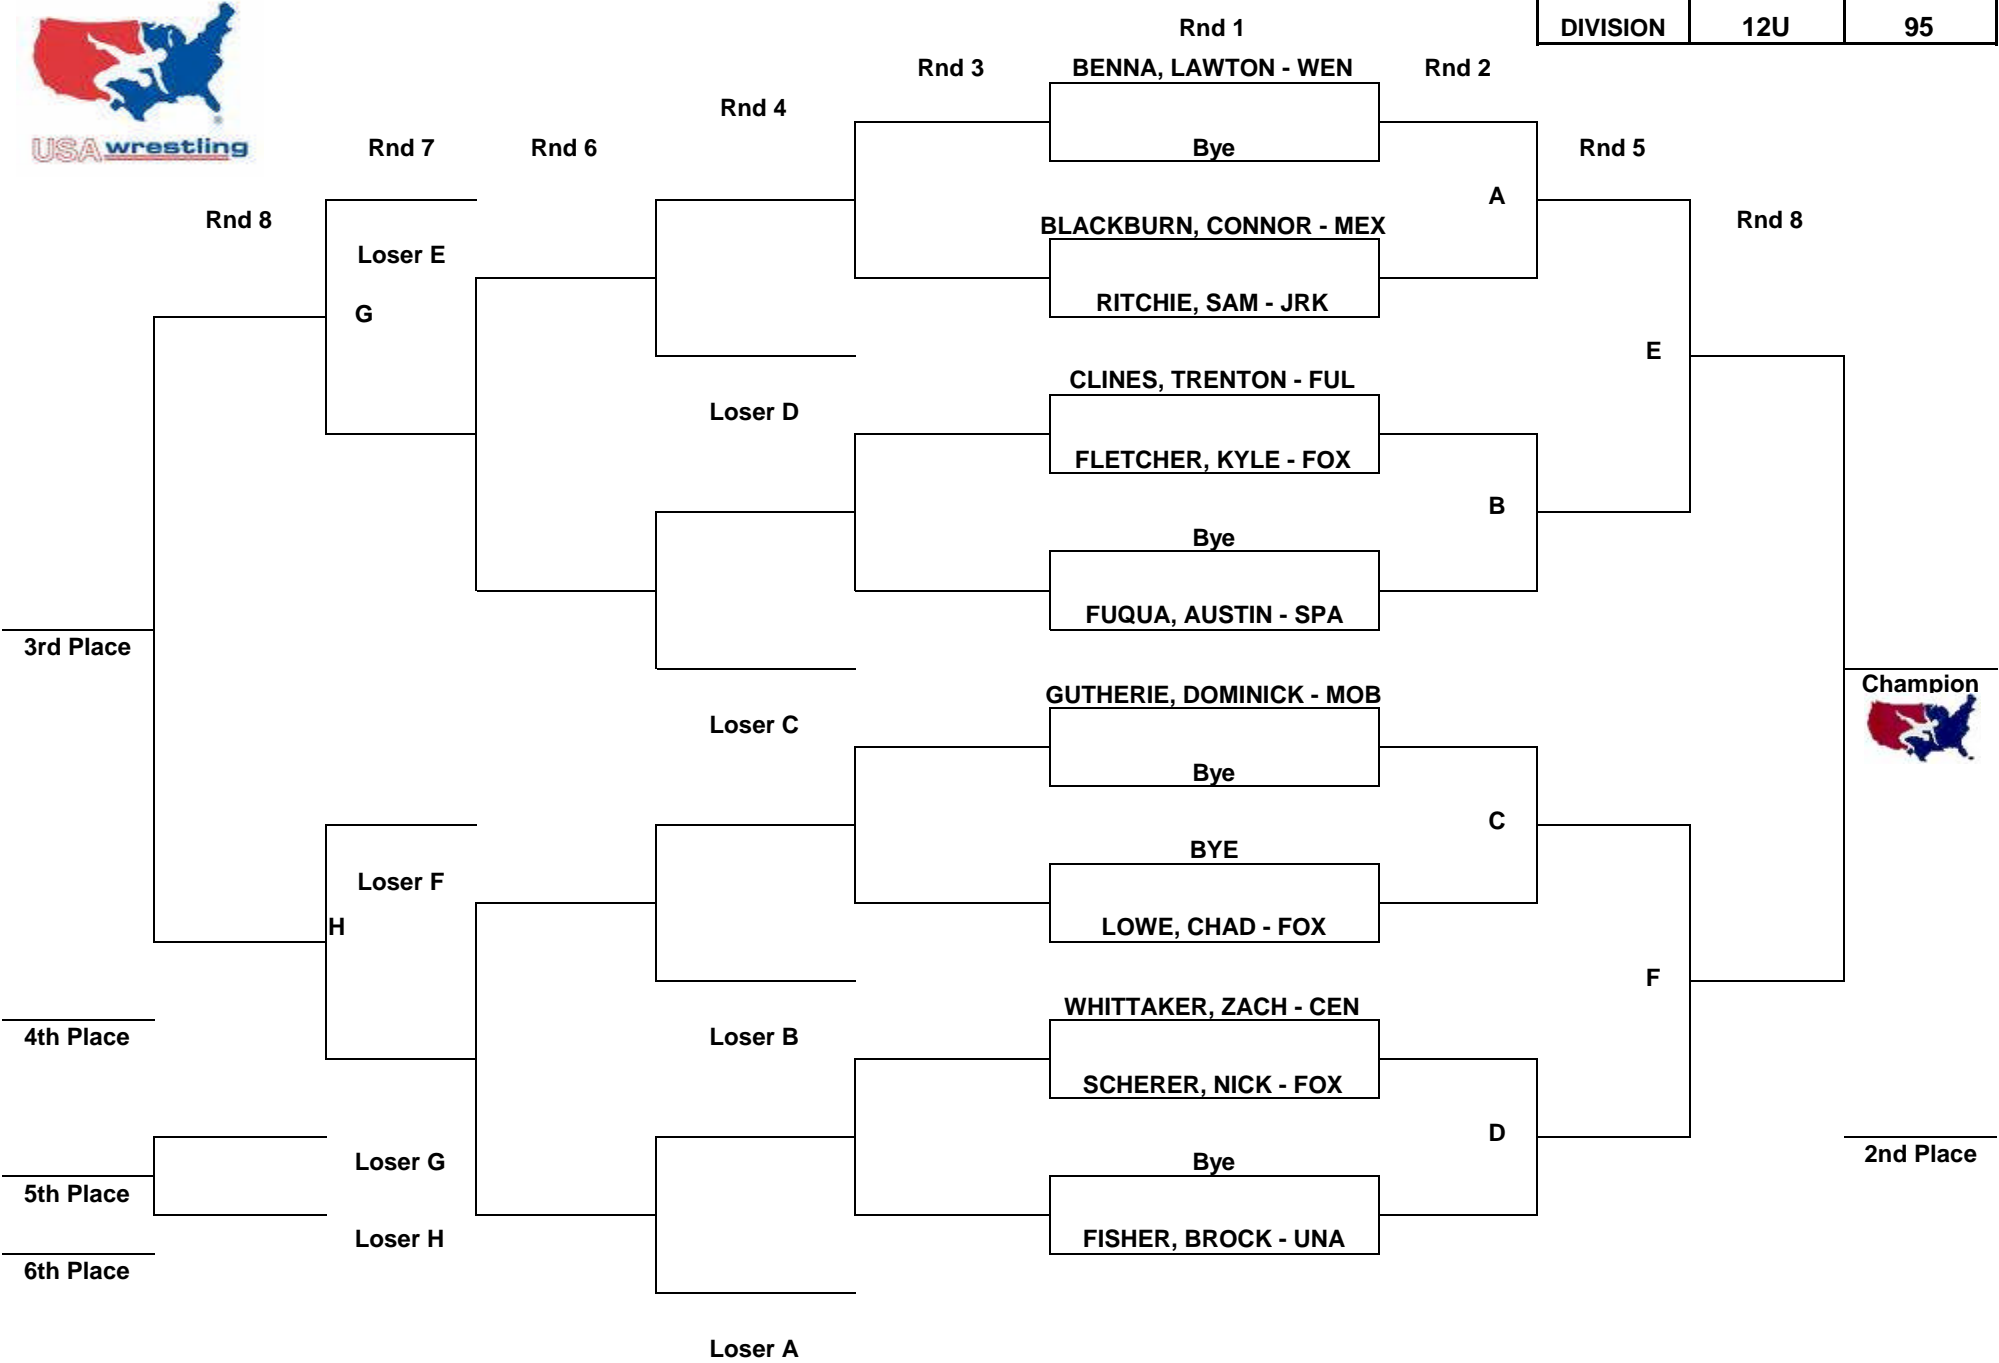 Rnd 1
DIVISION 12U 95
Rnd 3 BENNA, LAWTON - WEN Rnd 2
Rnd 4
USA wrestling Rnd 7 Rnd 6 Bye Rnd 5
A
Rnd 8 BLACKBURN, CONNOR - MEX Rnd 8
Loser E
G RITCHIE, SAM - JRK
E
CLINES, TRENTON - FUL
Loser D
FLETCHER, KYLE - FOX
B
Bye
FUQUA, AUSTIN - SPA
3rd Place
GUTHERIE, DOMINICK - MOB Champion
Loser C
Bye
C
BYE
Loser F
H LOWE, CHAD - FOX
F
WHITTAKER, ZACH - CEN
4th Place Loser B
SCHERER, NICK - FOX
D
Loser G Bye 2nd Place
5th Place
Loser H FISHER, BROCK - UNA
6th Place
Loser A